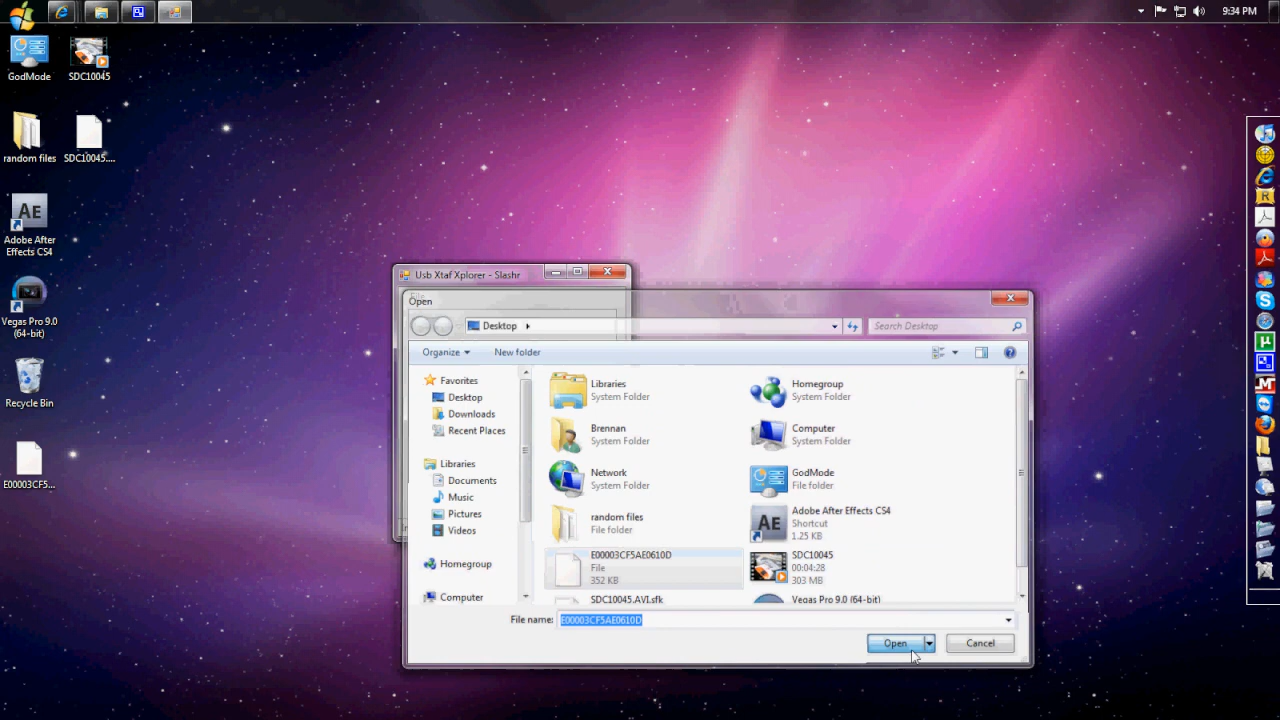 9:34 PM
GodMode
SDC10045
random files
SDC10045....
Adobe After
Effects CS4
Vegas Pro 9.0
(64-bit)
Recycle Bin
E00003CF5...
Usb Xtaf Xplorer - Slashr
Open
Desktop
Search Desktop
Organize
New folder
Favorites
Desktop
Downloads
Recent Places
Libraries
Documents
Music
Pictures
Videos
Homegroup
Computer
Libraries
System Folder
Homegroup
System Folder
Brennan
System Folder
Computer
System Folder
Network
System Folder
GodMode
File folder
random files
File folder
Adobe After Effects CS4
Shortcut
1.25 KB
E00003CF5AE0610D
File
352 KB
SDC10045
00:04:28
303 MB
SDC10045.AVI.sfk
Vegas Pro 9.0 (64-bit)
File name:
E00003CF5AE0610D
Open
Cancel